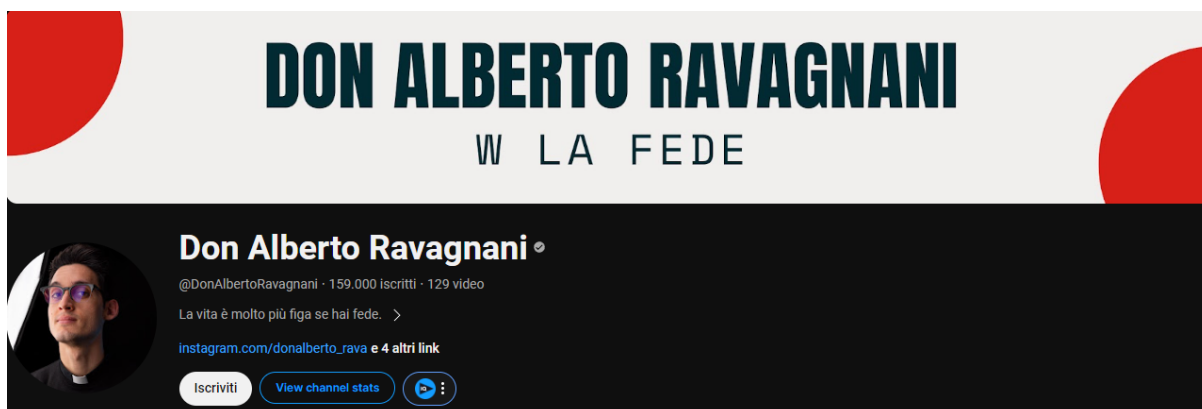 DON ALBERTO RAVAGNANI
W LA FEDE
Don Alberto Ravagnani
@DonAlbertoRavagnani · 159.000 iscritti · 129 video
La vita è molto più figa se hai fede.
instagram.com/donalberto_rava e 4 altri link
Iscriviti View channel stats